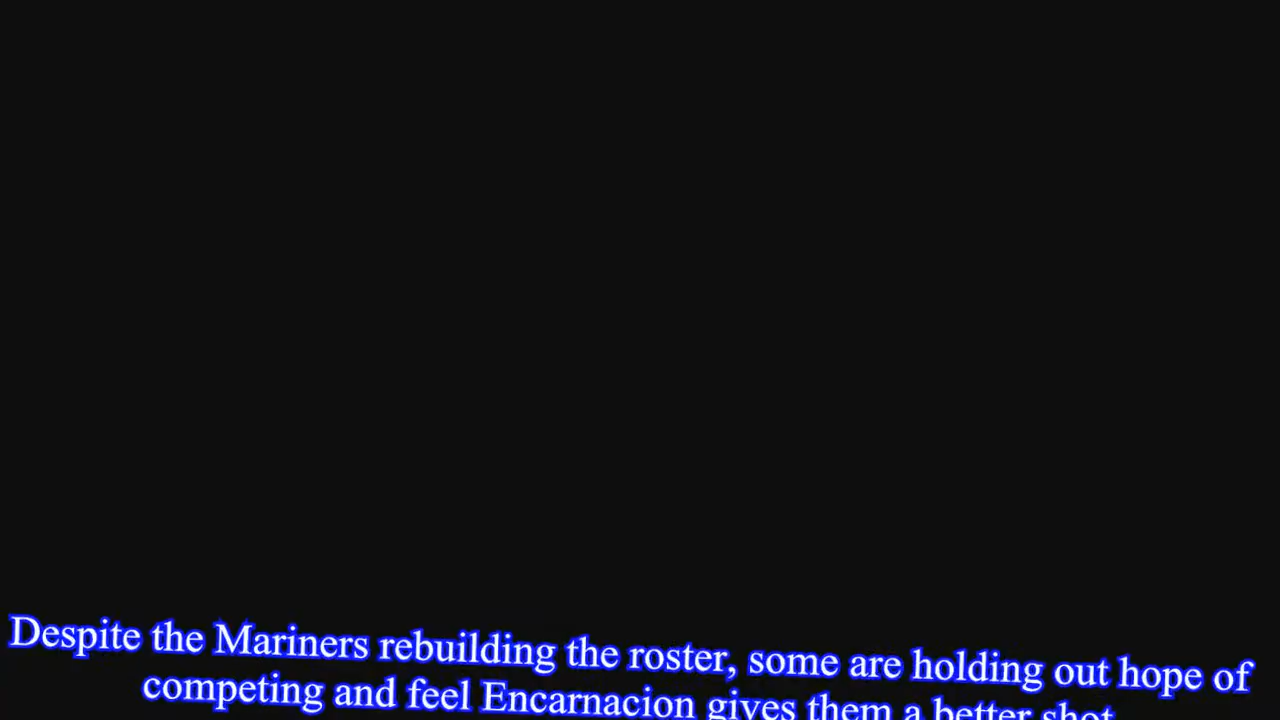 Despite the Mariners rebuilding the roster, some are holding out hope of
competing and feel Encarnacion gives them a better shot